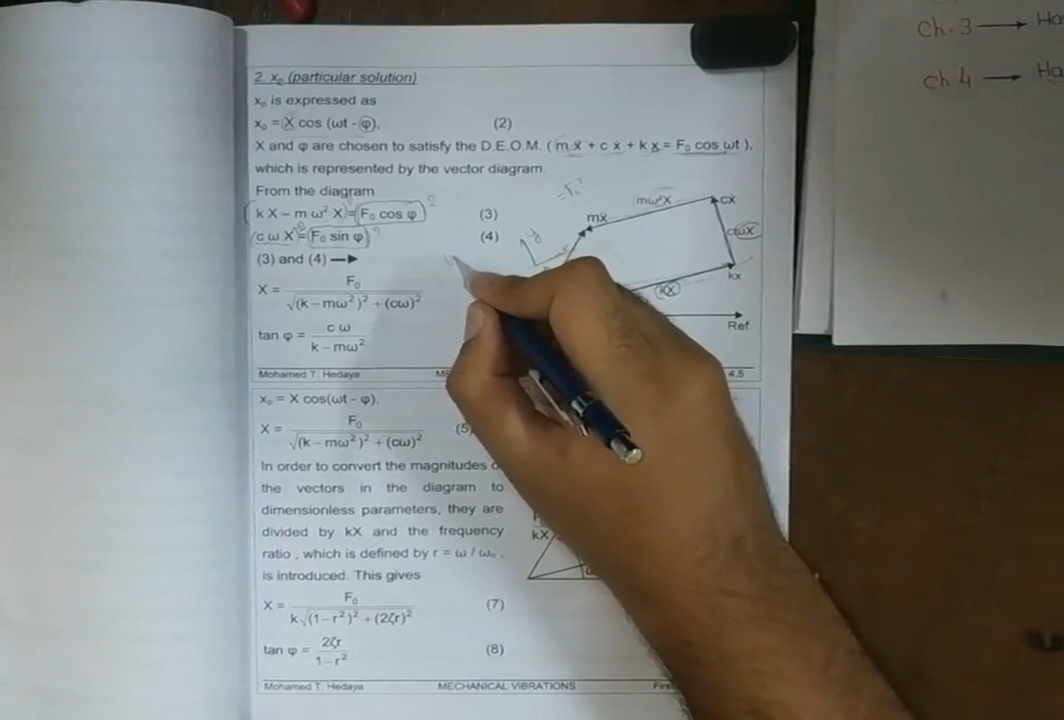 2. xₚ (particular solution)
xₚ is expressed as
xₚ = X cos (ωt - φ), (2)
X and φ are chosen to satisfy the D.E.O.M. ( m ẍ + c ẋ + k x = F₀ cos ωt ),
which is represented by the vector diagram.
From the diagram
k X – m ω² X = F₀ cos φ (3)
c ω X = F₀ sin φ (4)
(3) and (4)
X = F₀ / √(k – mω²)² + (cω)²
tan φ = c ω / k – mω²
mω²X
mẍ
cẋ
cωX
kx
kX
Ref
y
Mohamed T. Hedaya
4.5
xₚ = X cos(ωt – φ),
X = F₀ / √(k – mω²)² + (cω)² (5)
In order to convert the magnitudes
the vectors in the diagram to
dimensionless parameters, they are
divided by kX and the frequency
ratio , which is defined by r = ω / ωₙ ,
is introduced. This gives
X = F₀ / k√(1 – r²)² + (2ζr)² (7)
tan φ = 2ζr / 1 – r² (8)
kX
Mohamed T. Hedaya MECHANICAL VIBRATIONS
Ch. 3 → Ha
Ch 4 → Ha